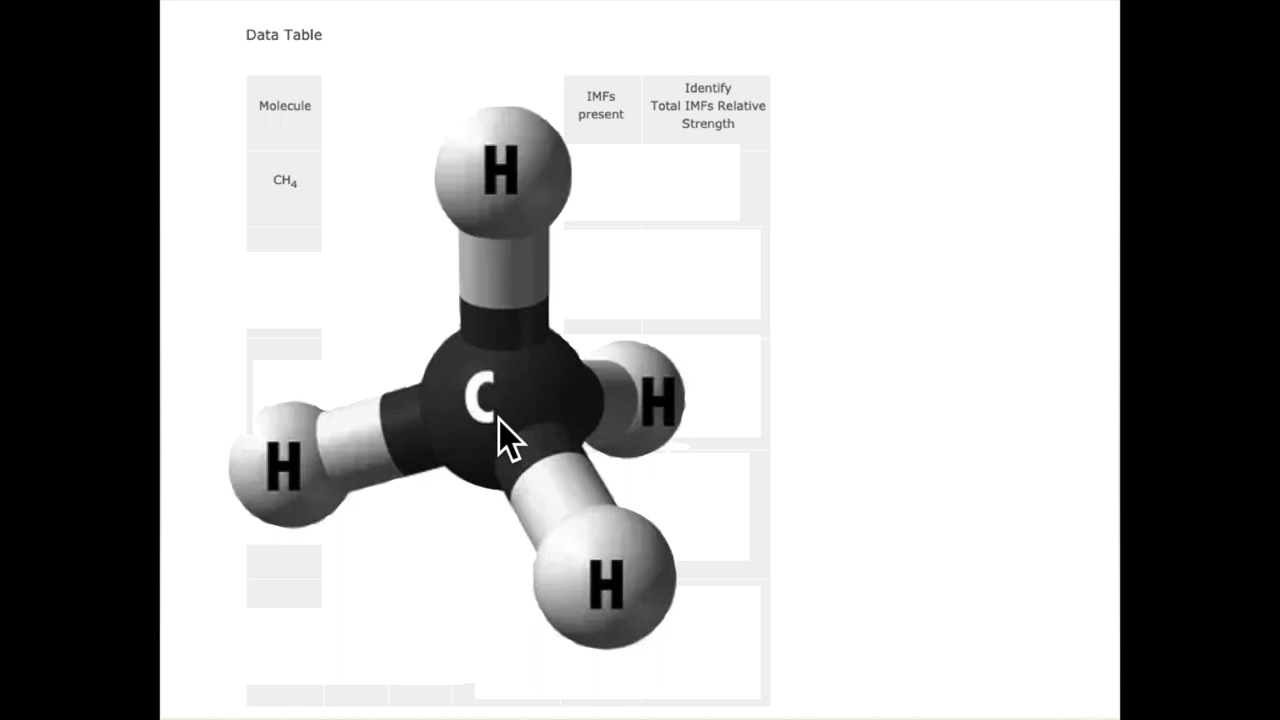 Data Table
Molecule
IMFs
present
Identify
Total IMFs Relative
Strength
CH₄
H
C
H
H
H